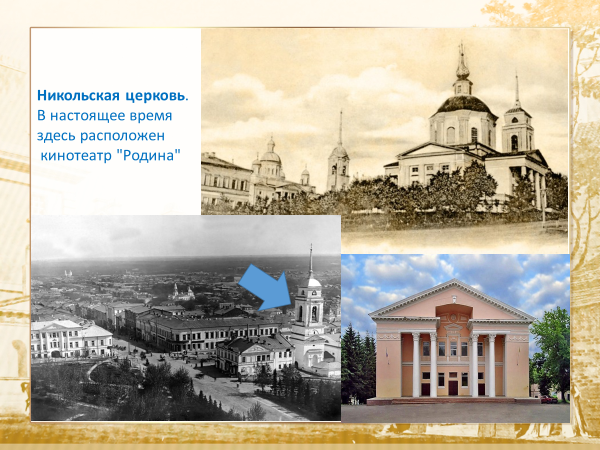 Никольская церковь.
В настоящее время
здесь расположен
кинотеатр "Родина"